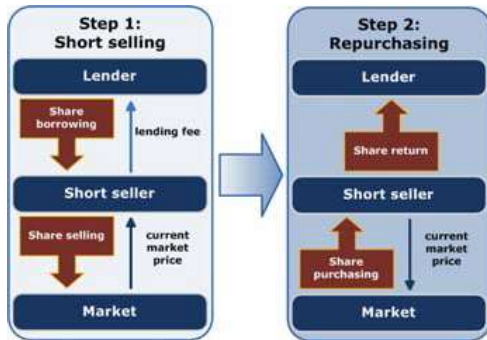 Step 1:
Short selling
Lender
Share
borrowing
lending fee
Short seller
Share selling
current
market
price
Market
Step 2:
Repurchasing
Lender
Share return
Short seller
Share
purchasing
current
market
price
Market